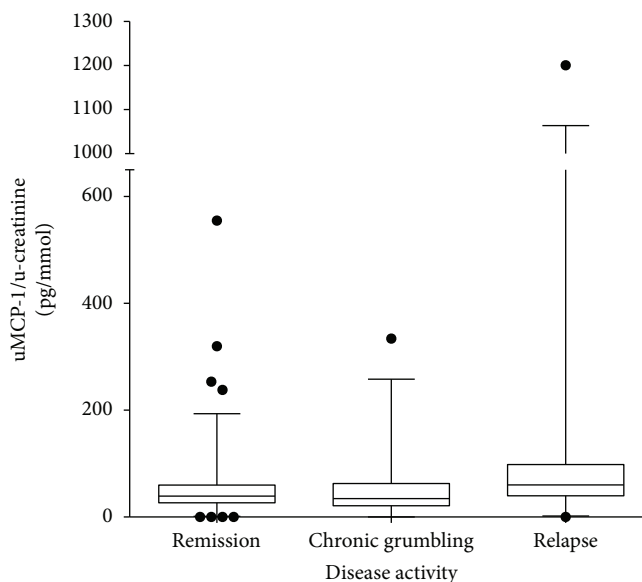 1300
1200
1100
1000
600
400
200
0
uMCP-1/u-creatinine
(pg/mmol)
Remission Chronic grumbling Relapse
Disease activity